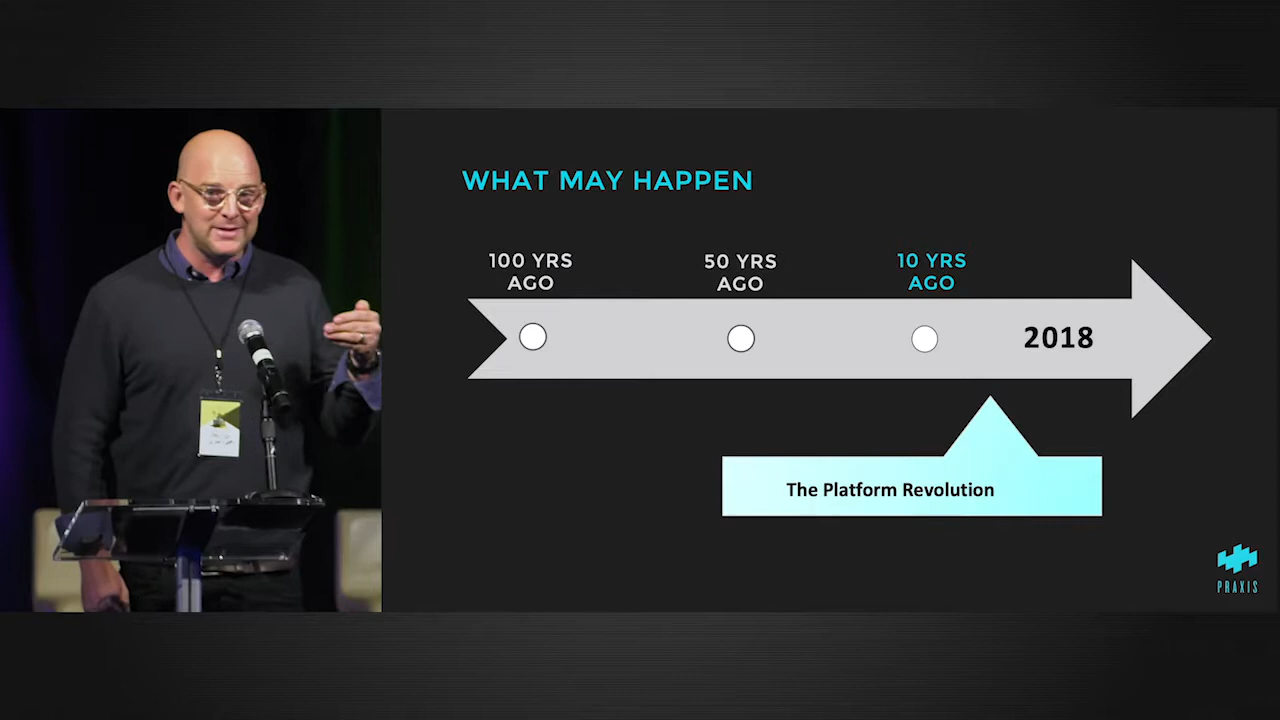 WHAT MAY HAPPEN
100 YRS
AGO
50 YRS
AGO
10 YRS
AGO
2018
The Platform Revolution
PRAXIS